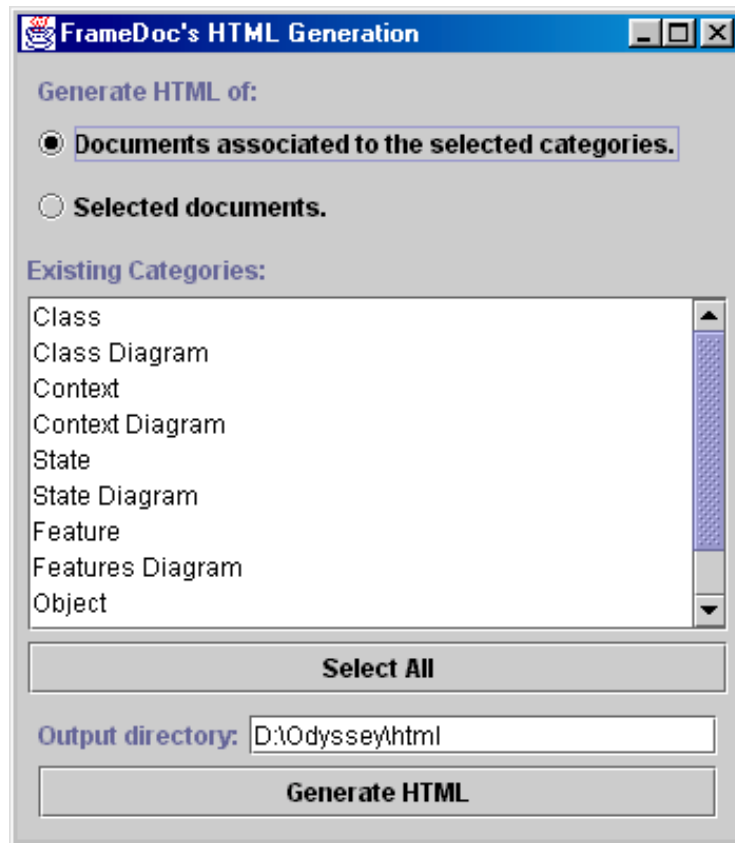 FrameDoc's HTML Generation
Generate HTML of:
Documents associated to the selected categories.
Selected documents.
Existing Categories:
Class
Class Diagram
Context
Context Diagram
State
State Diagram
Feature
Features Diagram
Object
Select All
Output directory: D:\Odyssey\html
Generate HTML